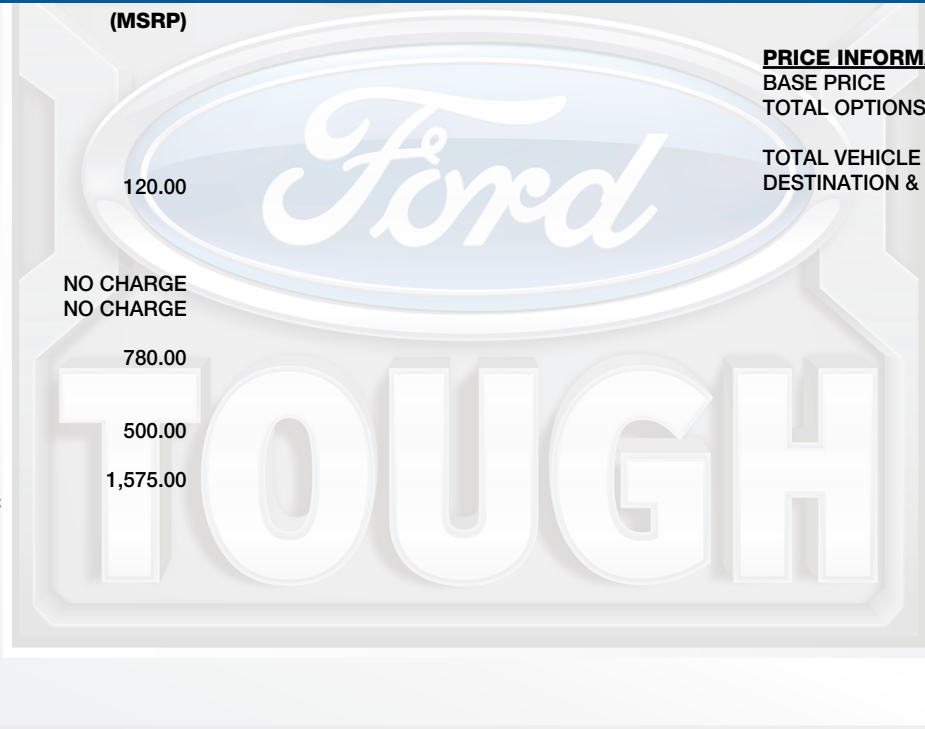 (MSRP)
120.00
NO CHARGE
NO CHARGE
780.00
500.00
1,575.00
PRICE INFORMA
BASE PRICE
TOTAL OPTIONS
TOTAL VEHICLE
DESTINATION &
Ford
TOUGH